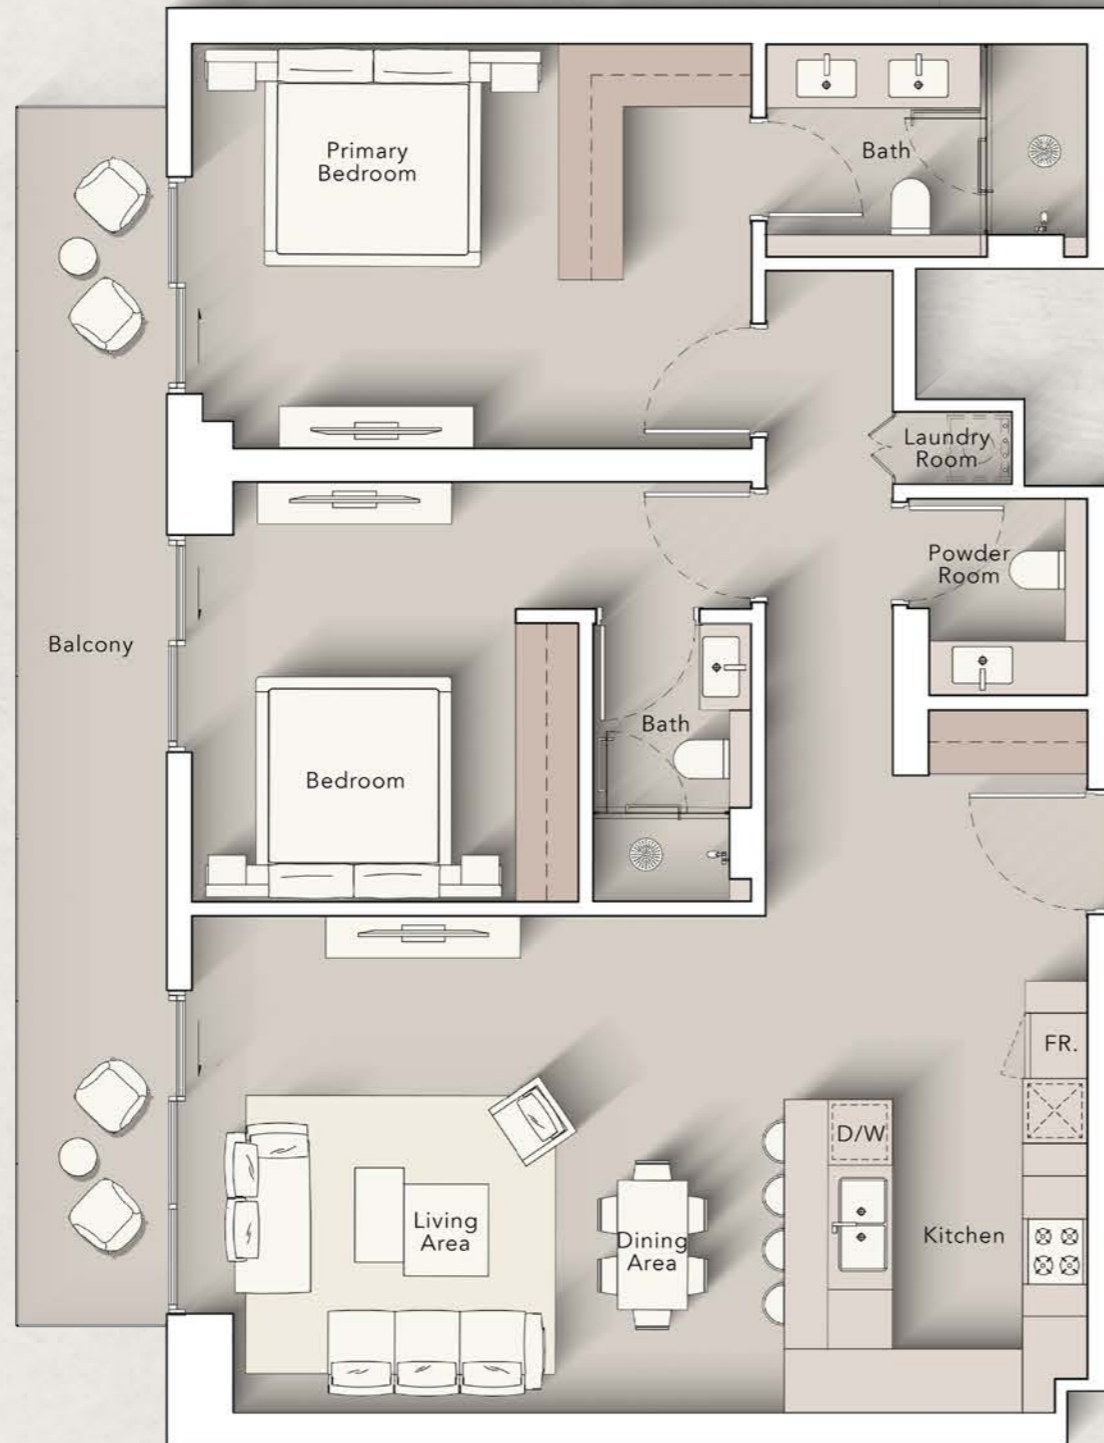 Primary
Bedroom
Bath
Laundry
Room
Powder
Room
Balcony
Bath
Bedroom
FR.
D/W
Living
Area
Dining
Area
Kitchen